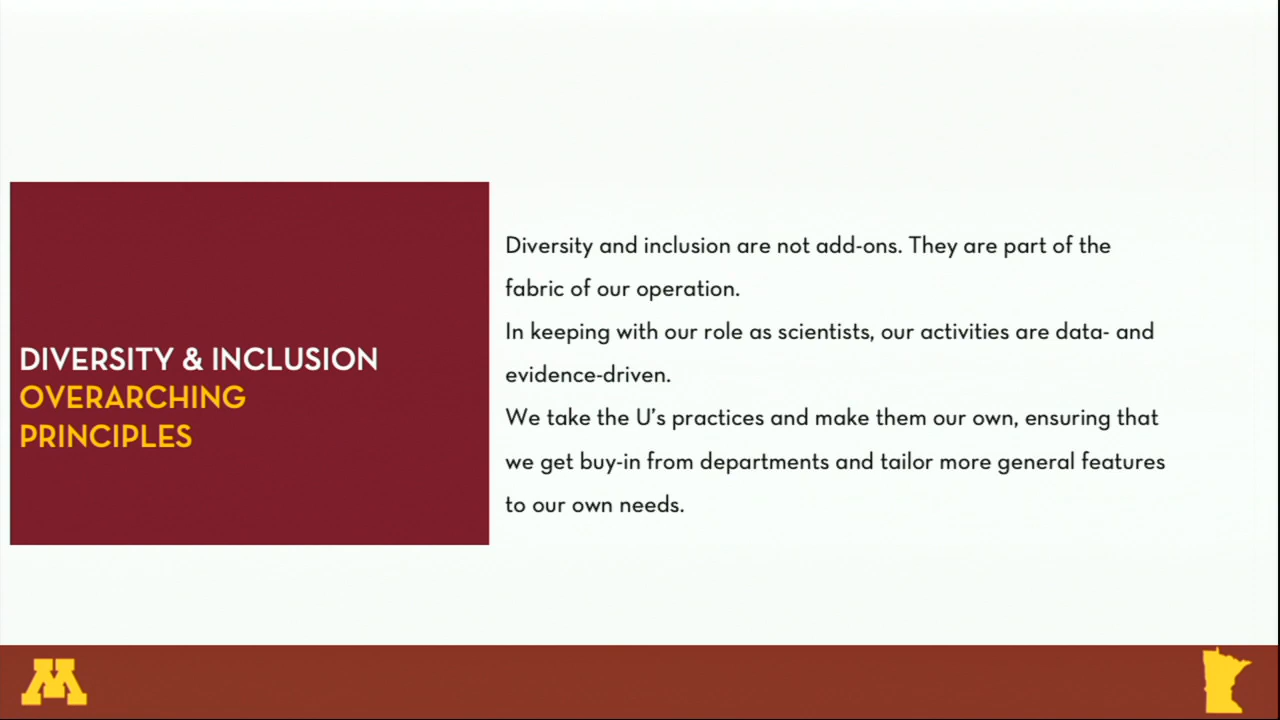 DIVERSITY & INCLUSION
OVERARCHING
PRINCIPLES
Diversity and inclusion are not add-ons. They are part of the
fabric of our operation.
In keeping with our role as scientists, our activities are data- and
evidence-driven.
We take the U's practices and make them our own, ensuring that
we get buy-in from departments and tailor more general features
to our own needs.
M